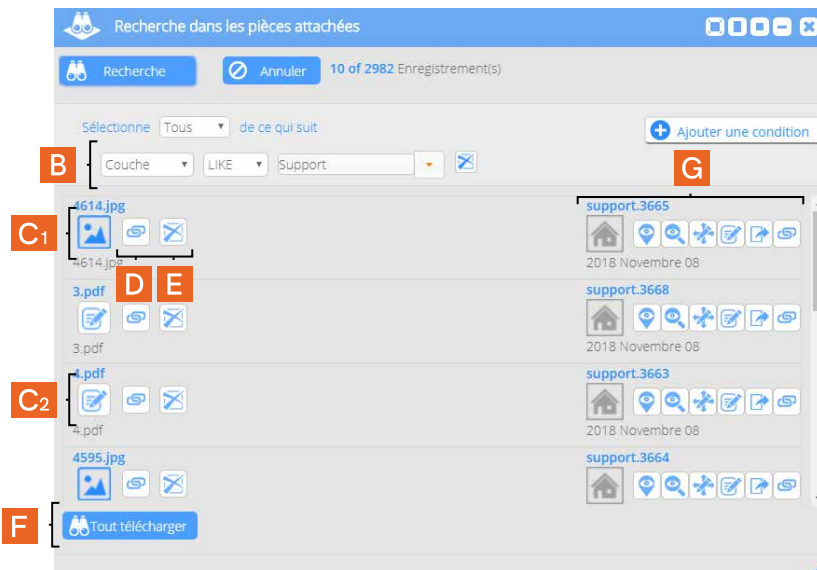 Recherche dans les pièces attachées
Recherche Annuler 10 of 2982 Enregistrement(s)
Sélectionne Tous de ce qui suit
Ajouter une condition
B Couche LIKE Support
G
4614.jpg support.3665
C1
4614.jpg 2018 Novembre 08
D E
3.pdf support.3668
3.pdf 2018 Novembre 08
4.pdf support.3663
C2
4.pdf 2018 Novembre 08
4595.jpg support.3664
F Tout télécharger